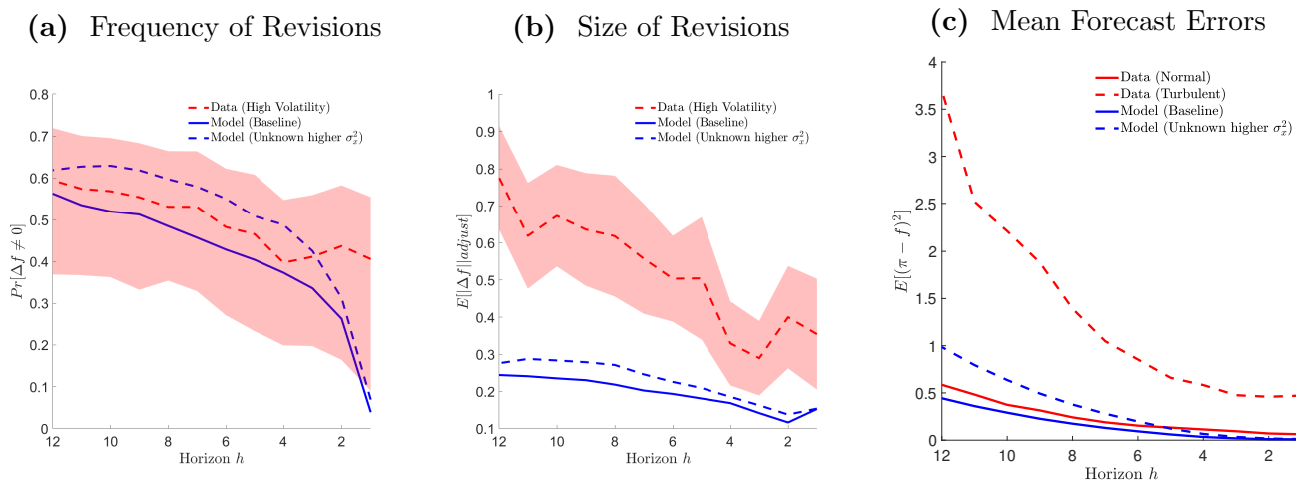 (a) Frequency of Revisions
0.8
0.7
0.6
0.5
0.4
0.3
0.2
0.1
0
12 10 8 6 4 2
Horizon h
Pr[Δf ≠ 0]
Data (High Volatility)
Model (Baseline)
Model (Unknown higher σ²ₓ)
(b) Size of Revisions
1
0.9
0.8
0.7
0.6
0.5
0.4
0.3
0.2
0.1
12 10 8 6 4 2
Horizon h
E[|Δf||adjust]
Data (High Volatility)
Model (Baseline)
Model (Unknown higher σ²ₓ)
(c) Mean Forecast Errors
4
3.5
3
2.5
2
1.5
1
0.5
0
12 10 8 6 4 2
Horizon h
E[(π − f)²]
Data (Normal)
Data (Turbulent)
Model (Baseline)
Model (Unknown higher σ²ₓ)